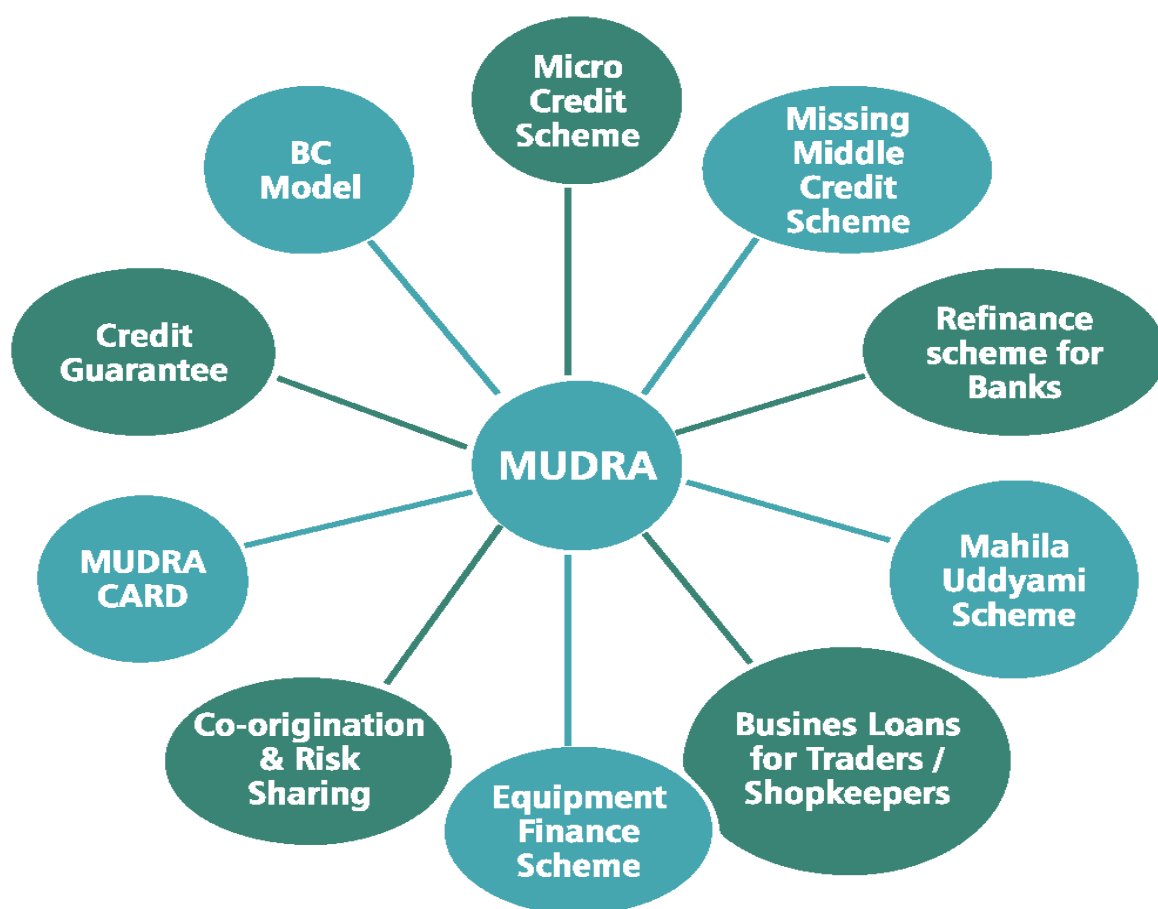 Micro
Credit
Scheme
Missing
Middle
Credit
Scheme
Refinance
scheme for
Banks
Mahila
Uddyami
Scheme
Busines Loans
for Traders /
Shopkeepers
Equipment
Finance
Scheme
Co-origination
& Risk
Sharing
MUDRA
CARD
Credit
Guarantee
BC
Model
MUDRA